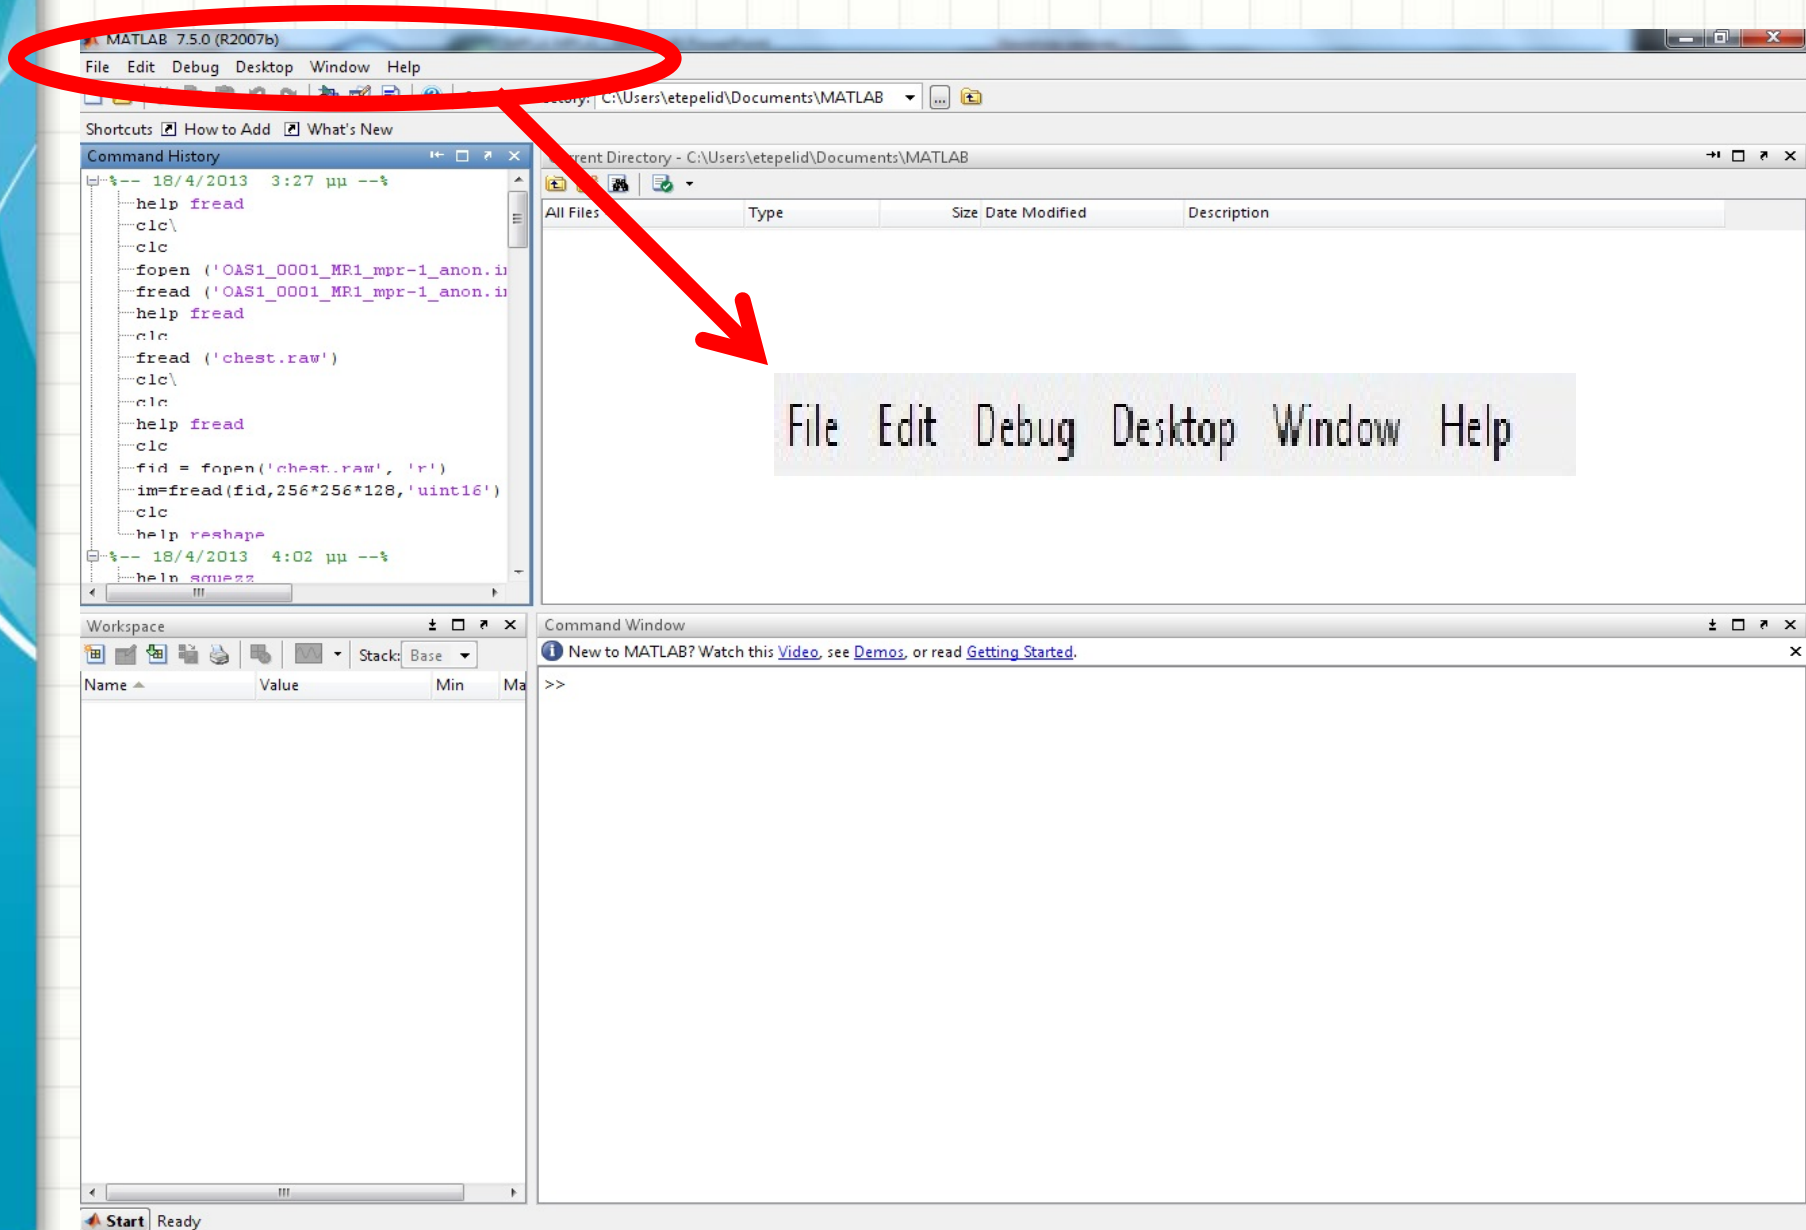 MATLAB 7.5.0 (R2007b)
File Edit Debug Desktop Window Help
C:\Users\etepelid\Documents\MATLAB
Shortcuts How to Add What's New
Command History
%-- 18/4/2013 3:27 μμ --%
help fread
clc\
clc
fopen ('OAS1_0001_MR1_mpr-1_anon.i
fread ('OAS1_0001_MR1_mpr-1_anon.i
help fread
clc
fread ('chest.raw')
clc\
clc
help fread
clc
fid = fopen('chest.raw', 'r')
im=fread(fid,256*256*128,'uint16')
clc
help reshape
%-- 18/4/2013 4:02 μμ --%
help squezz
Directory - C:\Users\etepelid\Documents\MATLAB
All Files Type Size Date Modified Description
File Edit Debug Desktop Window Help
Workspace
Stack: Base
Name Value Min Ma
Command Window
New to MATLAB? Watch this Video, see Demos, or read Getting Started.
>>
Start Ready